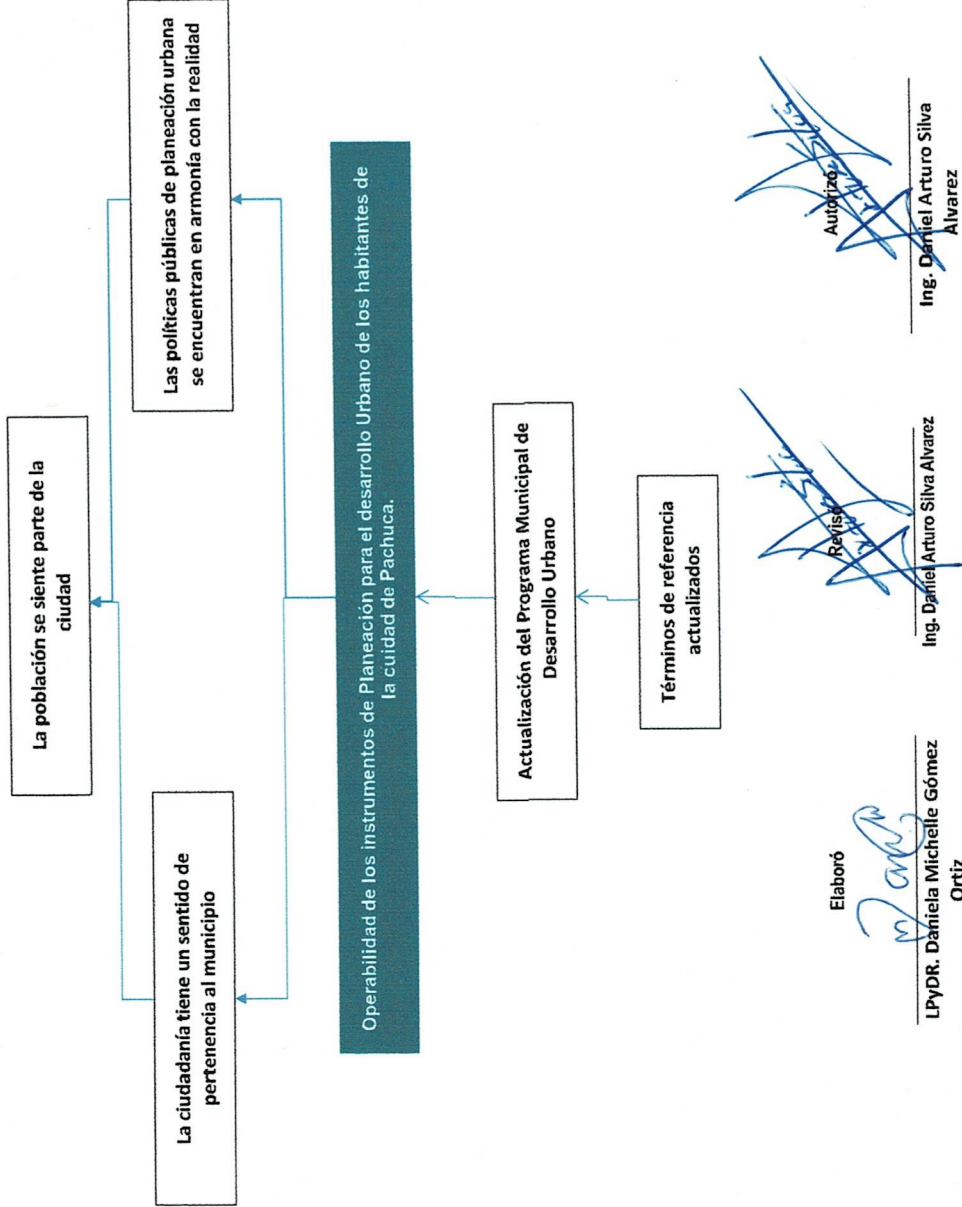 La población se siente parte de la
ciudad
La ciudadanía tiene un sentido de
pertenencia al municipio
Las políticas públicas de planeación urbana
se encuentran en armonía con la realidad
Operabilidad de los instrumentos de Planeación para el desarrollo Urbano de los habitantes de
la cuidad de Pachuca.
Actualización del Programa Municipal de
Desarrollo Urbano
Términos de referencia
actualizados
Elaboró
LPyDR. Daniela Michelle Gómez
Ortiz
Revisó
Ing. Daniel Arturo Silva Alvarez
Autorizó
Ing. Daniel Arturo Silva
Alvarez